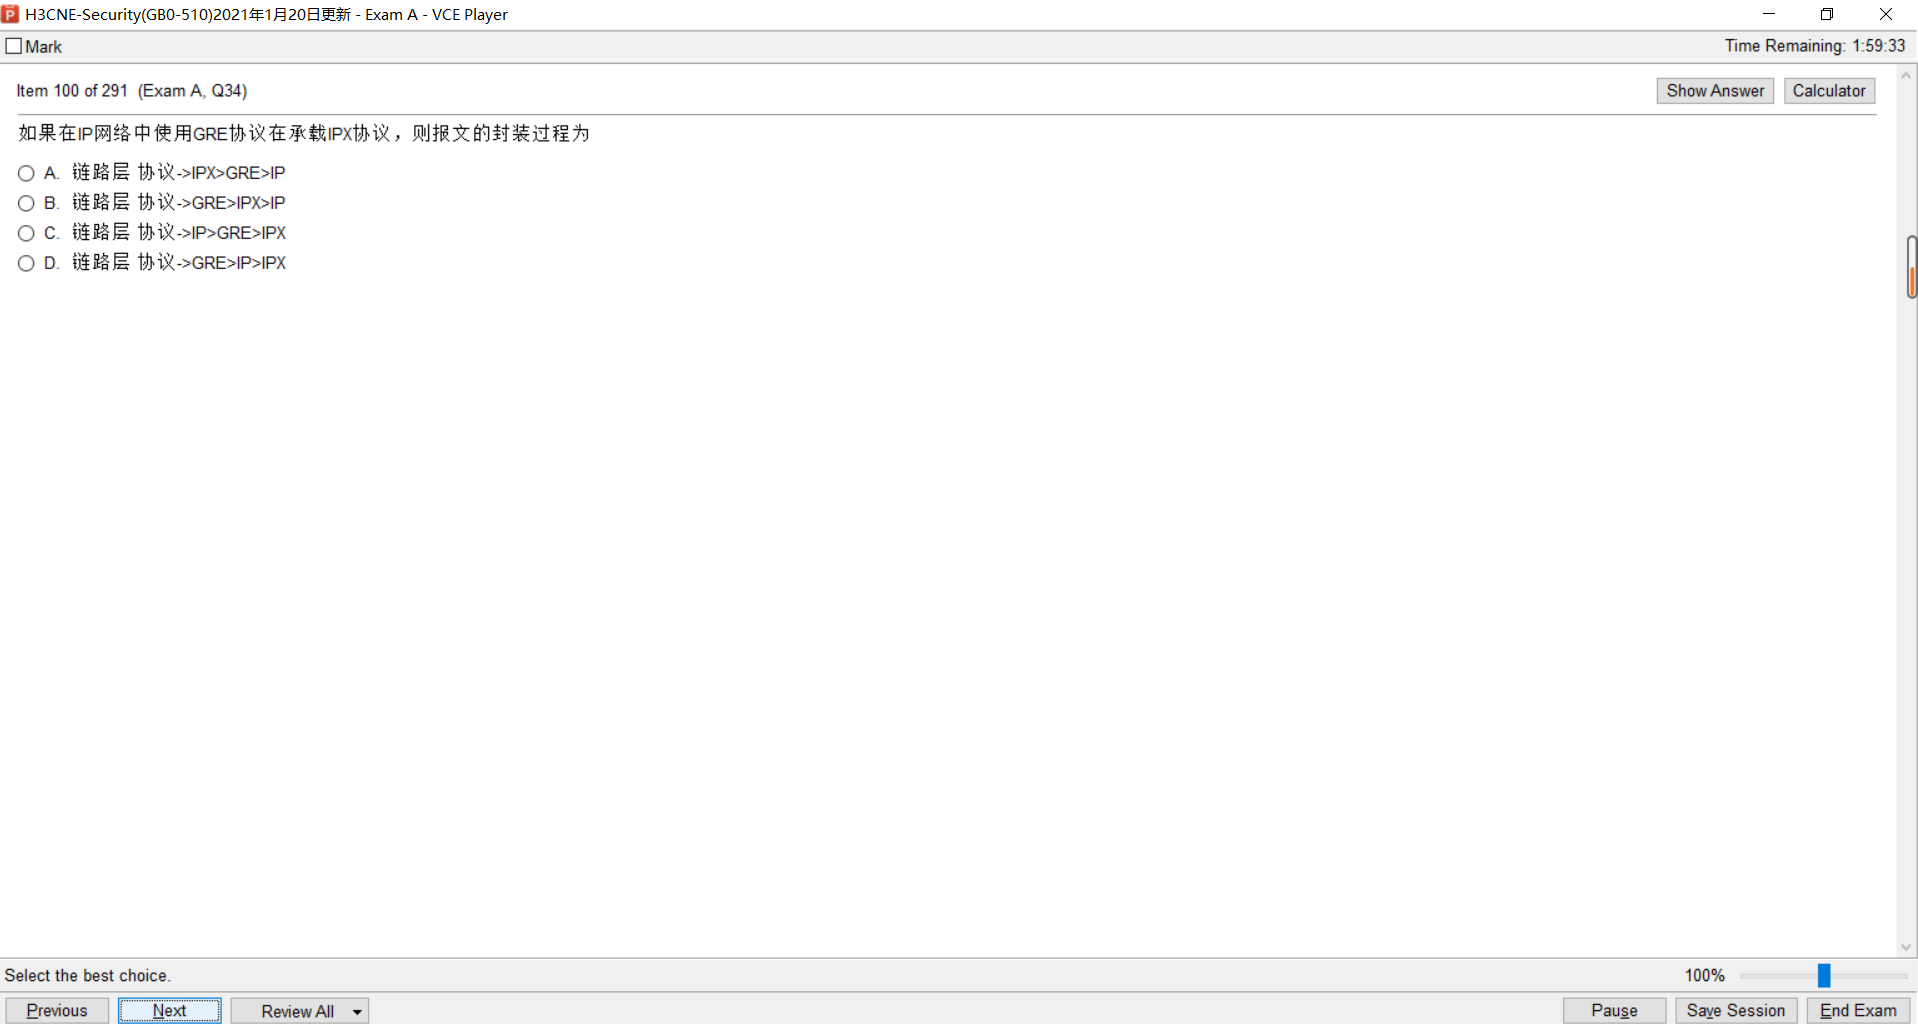 H3CNE-Security(GB0-510)2021年1月20日更新 - Exam A - VCE Player
Mark
Time Remaining: 1:59:33
Item 100 of 291 (Exam A, Q34)
Show Answer
Calculator
如果在IP网络中使用GRE协议在承载IPX协议，则报文的封装过程为
A. 链路层 协议->IPX>GRE>IP
B. 链路层 协议->GRE>IPX>IP
C. 链路层 协议->IP>GRE>IPX
D. 链路层 协议->GRE>IP>IPX
Select the best choice.
100%
Previous
Next
Review All
Pause
Save Session
End Exam